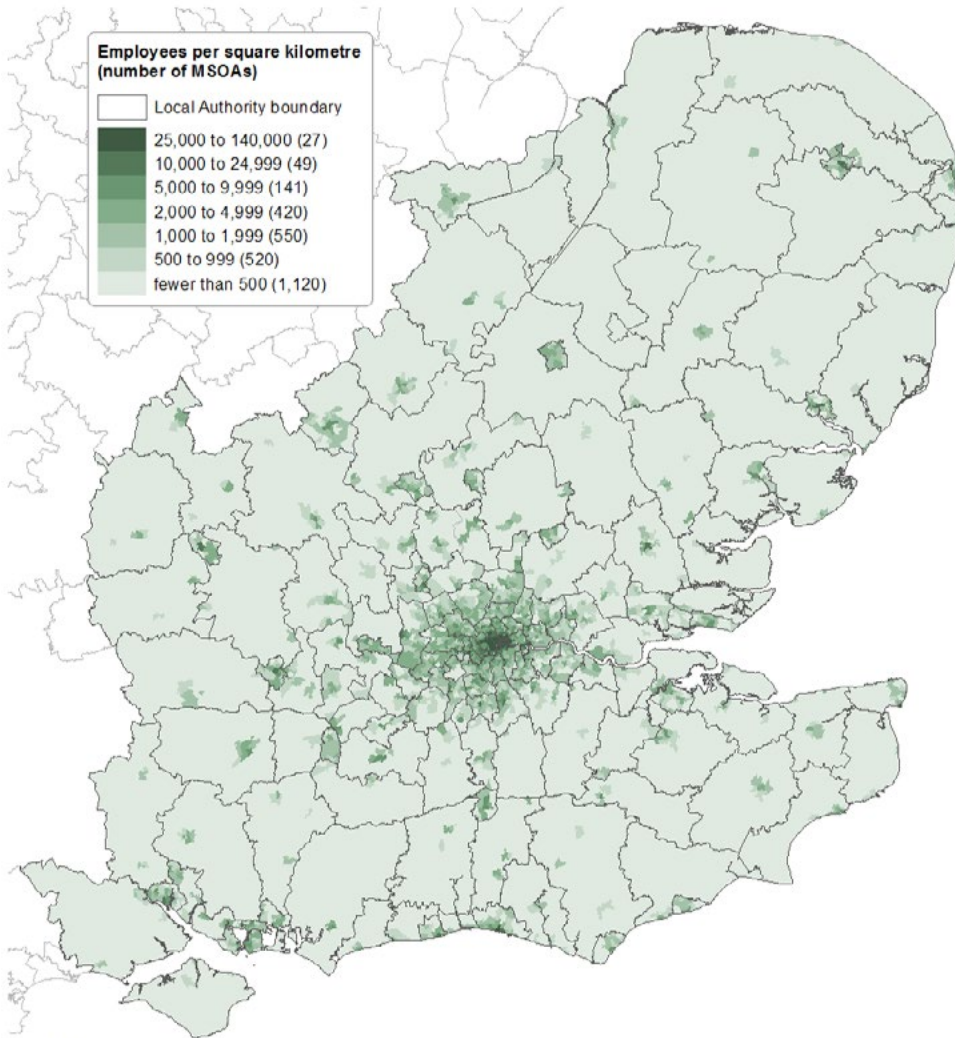 Employees per square kilometre
(number of MSOAs)
Local Authority boundary
25,000 to 140,000 (27)
10,000 to 24,999 (49)
5,000 to 9,999 (141)
2,000 to 4,999 (420)
1,000 to 1,999 (550)
500 to 999 (520)
fewer than 500 (1,120)